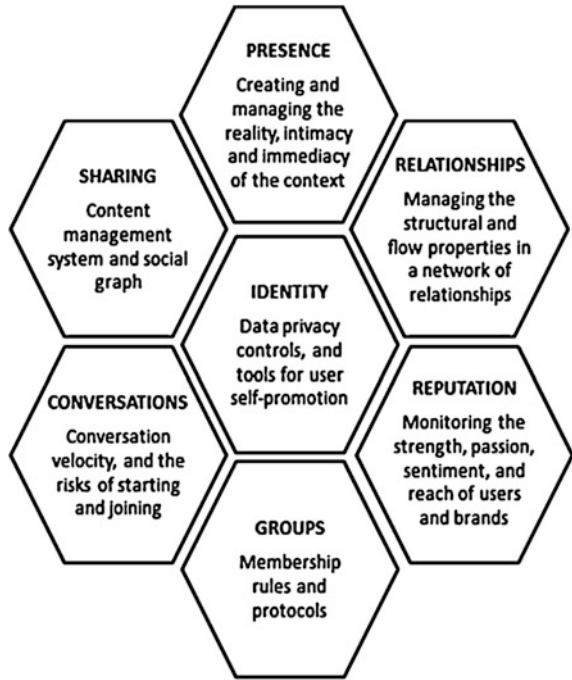 PRESENCE
Creating and
managing the
reality, intimacy
and immediacy
of the context
SHARING
Content
management
system and social
graph
RELATIONSHIPS
Managing the
structural and
flow properties in
a network of
relationships
IDENTITY
Data privacy
controls, and
tools for user
self-promotion
CONVERSATIONS
Conversation
velocity, and the
risks of starting
and joining
REPUTATION
Monitoring the
strength, passion,
sentiment, and
reach of users
and brands
GROUPS
Membership
rules and
protocols